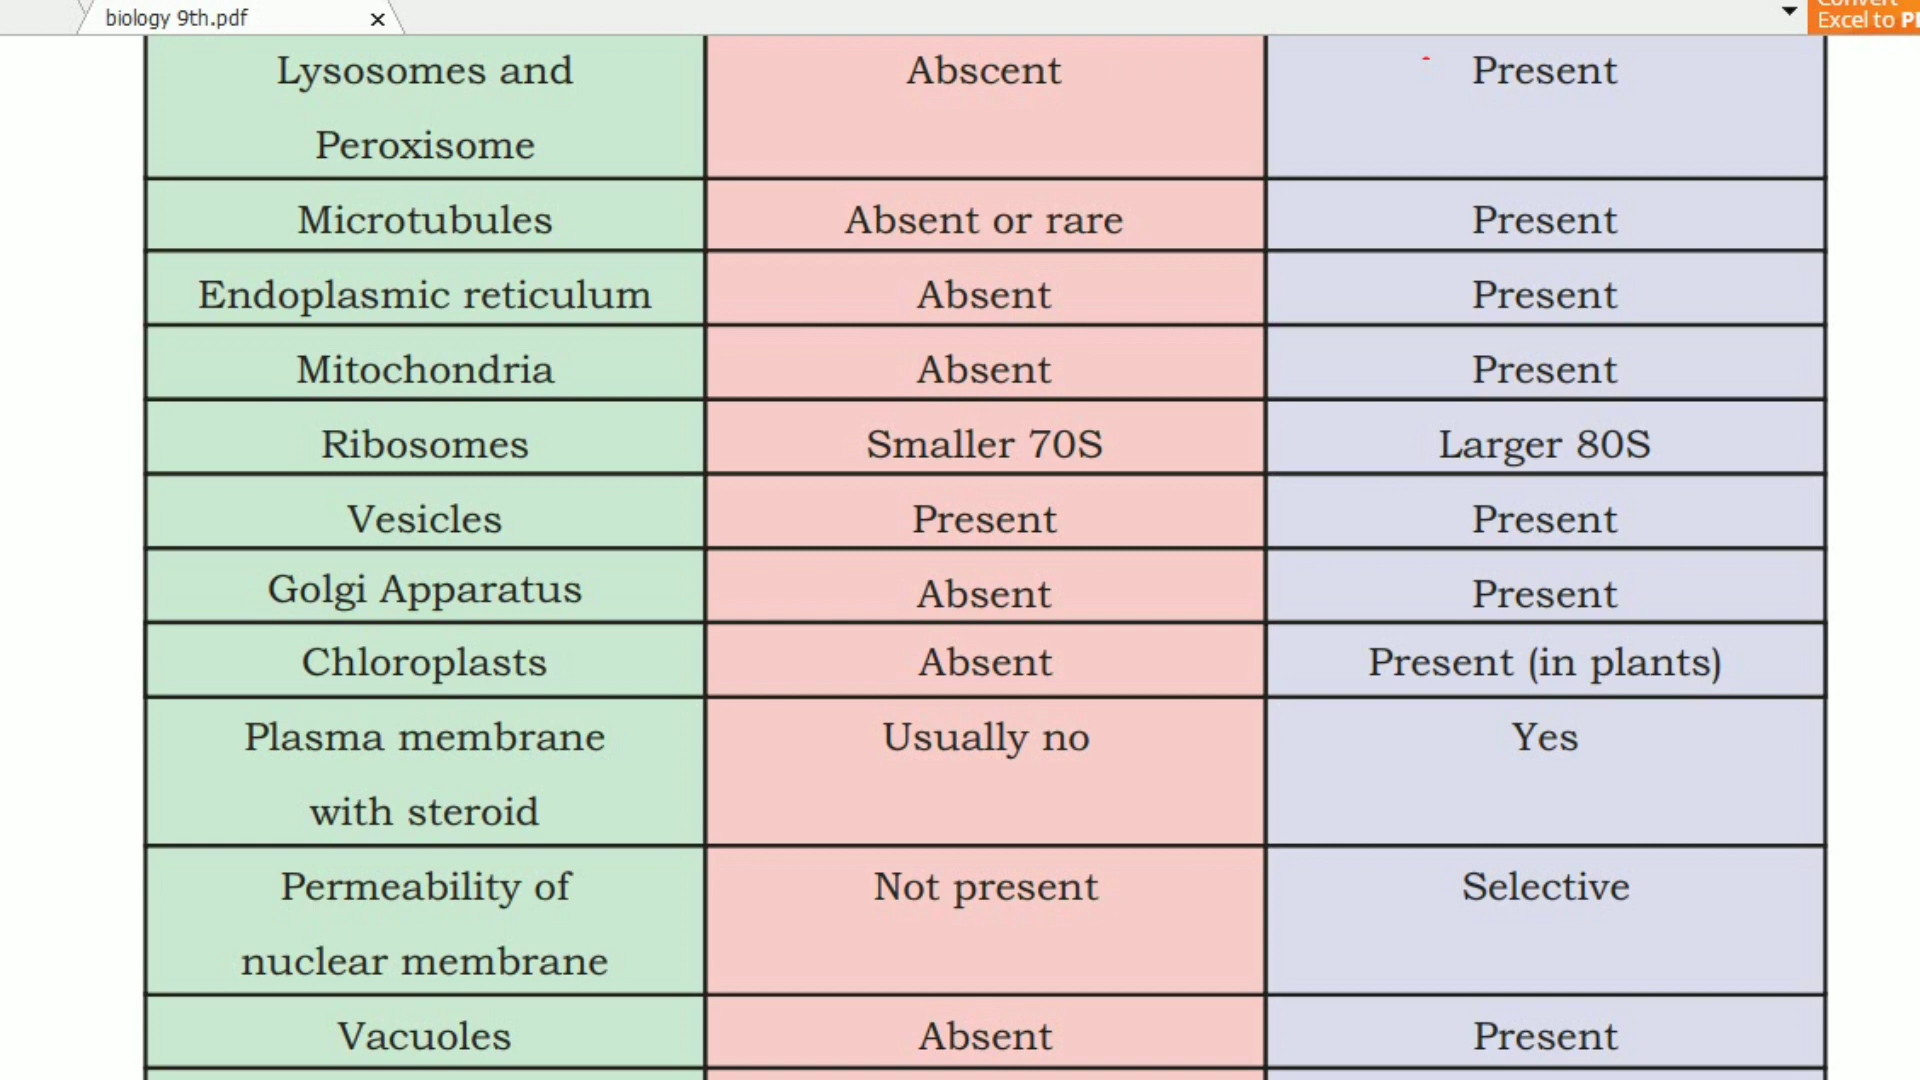 biology 9th.pdf
Convert
Excel to
Lysosomes and Abscent Present
Peroxisome
Microtubules Absent or rare Present
Endoplasmic reticulum Absent Present
Mitochondria Absent Present
Ribosomes Smaller 70S Larger 80S
Vesicles Present Present
Golgi Apparatus Absent Present
Chloroplasts Absent Present (in plants)
Plasma membrane Usually no Yes
with steroid
Permeability of Not present Selective
nuclear membrane
Vacuoles Absent Present